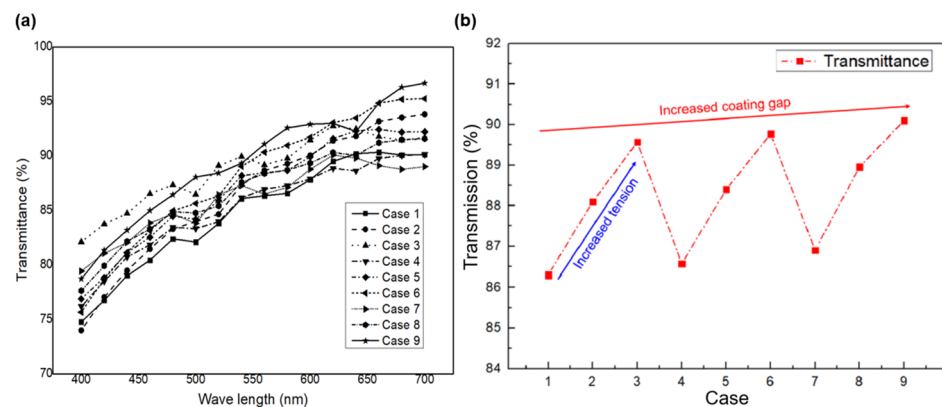 (a)
100
95
90
85
80
75
70
Transmittance (%)
400
450
500
550
600
650
700
Wave length (nm)
Case 1
Case 2
Case 3
Case 4
Case 5
Case 6
Case 7
Case 8
Case 9
(b)
92
91
90
89
88
87
86
85
84
Transmission (%)
Transmittance
Increased coating gap
Increased tension
1
2
3
4
5
6
7
8
9
Case